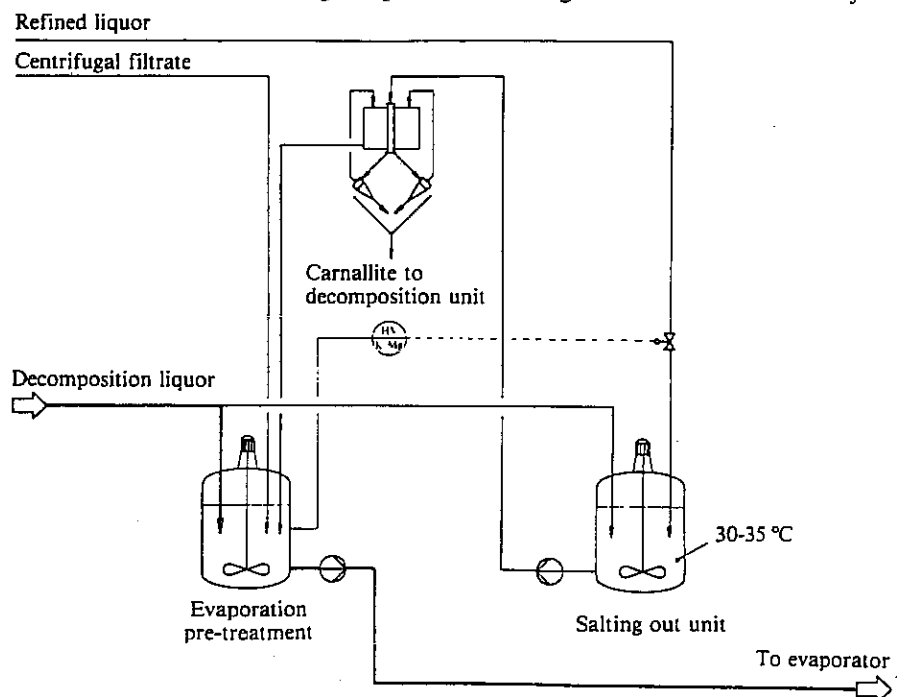 Refined liquor
Centrifugal filtrate
Carnallite to
decomposition unit
Decomposition liquor
30-35 °C
Evaporation
pre-treatment
Salting out unit
To evaporator